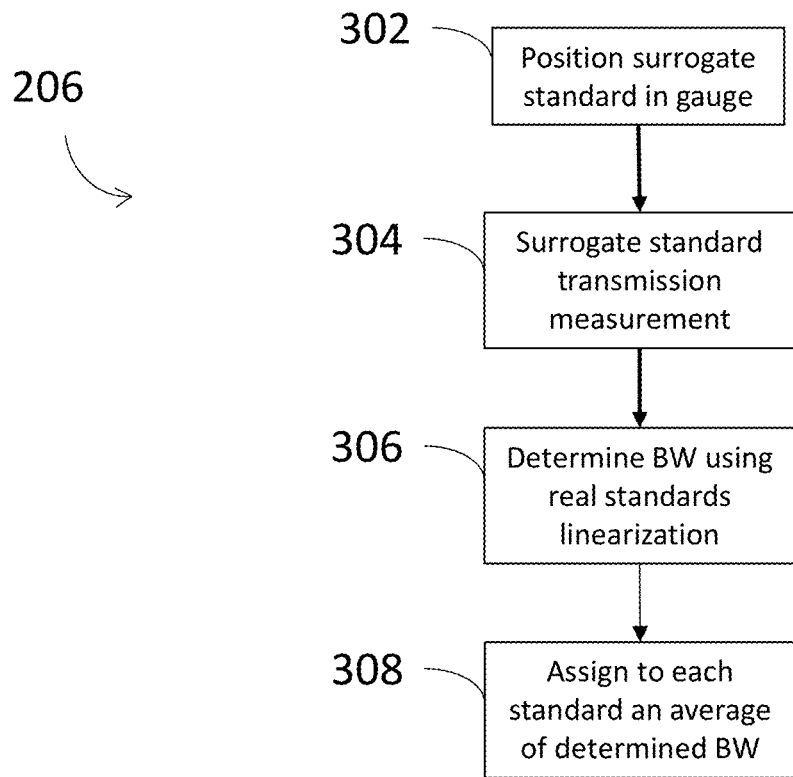 302
Position surrogate
standard in gauge
206
304
Surrogate standard
transmission
measurement
306
Determine BW using
real standards
linearization
308
Assign to each
standard an average
of determined BW